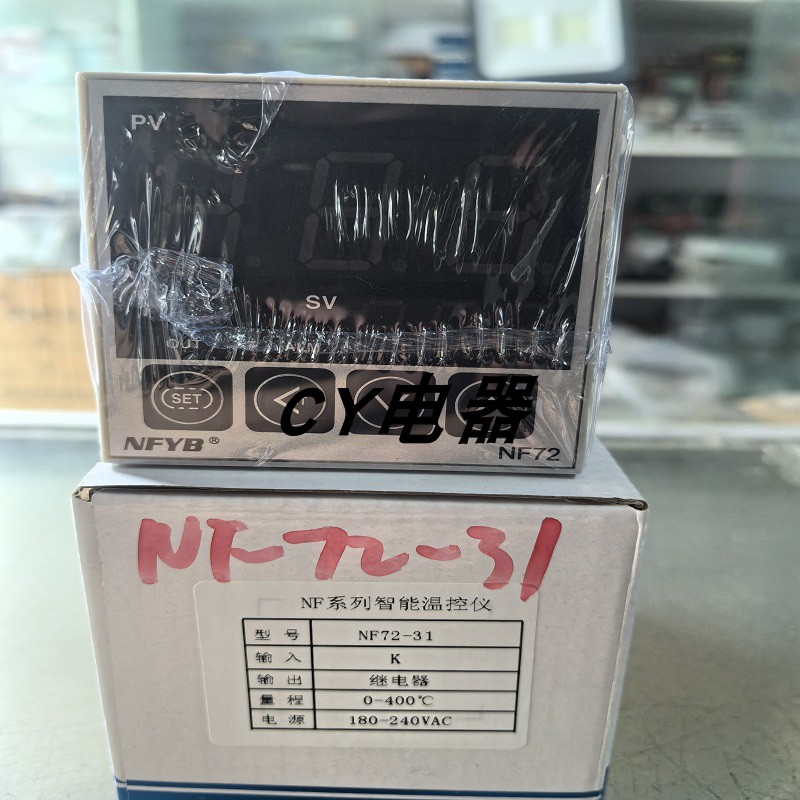 PV
SV
OUT
SET
CY电器
NFYB®
NF72
NF-72-31
NF系列智能温控仪
型号 NF72-31
输入 K
输出 继电器
量程 0-400℃
电源 180-240VAC